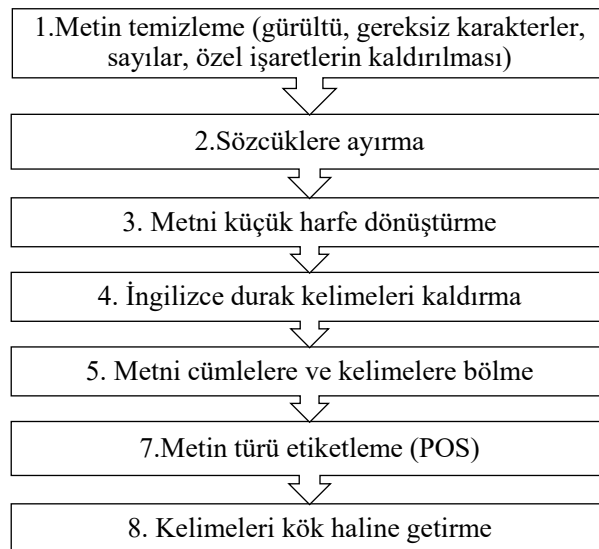 1.Metin temizleme (gürültü, gereksiz karakterler,
sayılar, özel işaretlerin kaldırılması)
2.Sözcüklere ayırma
3. Metni küçük harfe dönüştürme
4. İngilizce durak kelimeleri kaldırma
5. Metni cümlelere ve kelimelere bölme
7.Metin türü etiketleme (POS)
8. Kelimeleri kök haline getirme